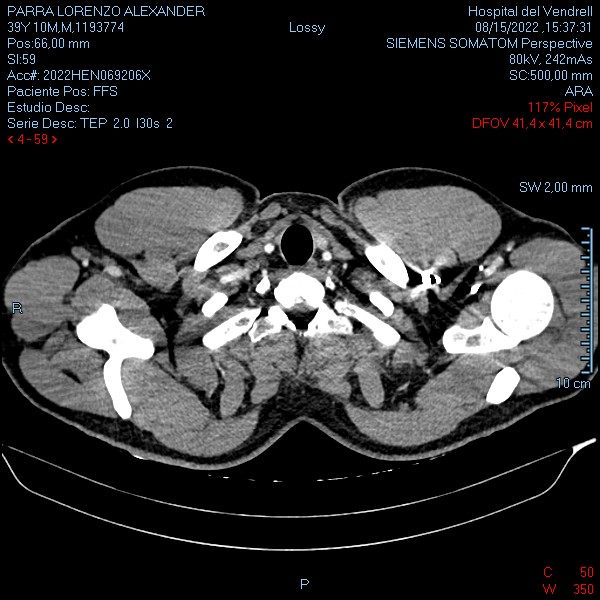 PARRA LORENZO ALEXANDER
39Y 10M,M,1193774
Pos:66,00 mm
SI:59
Acc#: 2022HEN069206X
Paciente Pos: FFS
Estudio Desc:
Serie Desc: TEP 2.0 I30s 2
< 4 - 59 >
Lossy
Hospital del Vendrell
08/15/2022 ,15:37:31
SIEMENS SOMATOM Perspective
80kV, 242mAs
SC:500,00 mm
ARA
117% Pixel
DFOV 41,4 x 41,4 cm
SW 2,00 mm
R
10 cm
P
C 50
W 350